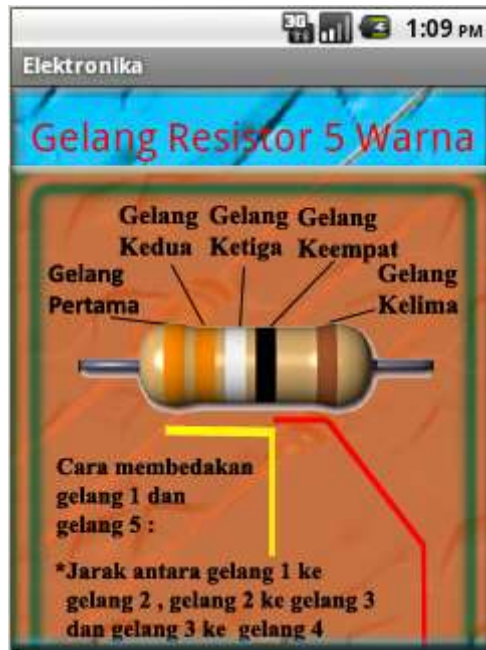 3G
1:09 PM
Elektronika
Gelang Resistor 5 Warna
Gelang Gelang Gelang
Kedua Ketiga Keempat
Gelang
Pertama
Gelang
Kelima
Cara membedakan
gelang 1 dan
gelang 5 :
*Jarak antara gelang 1 ke
gelang 2 , gelang 2 ke gelang 3
dan gelang 3 ke gelang 4